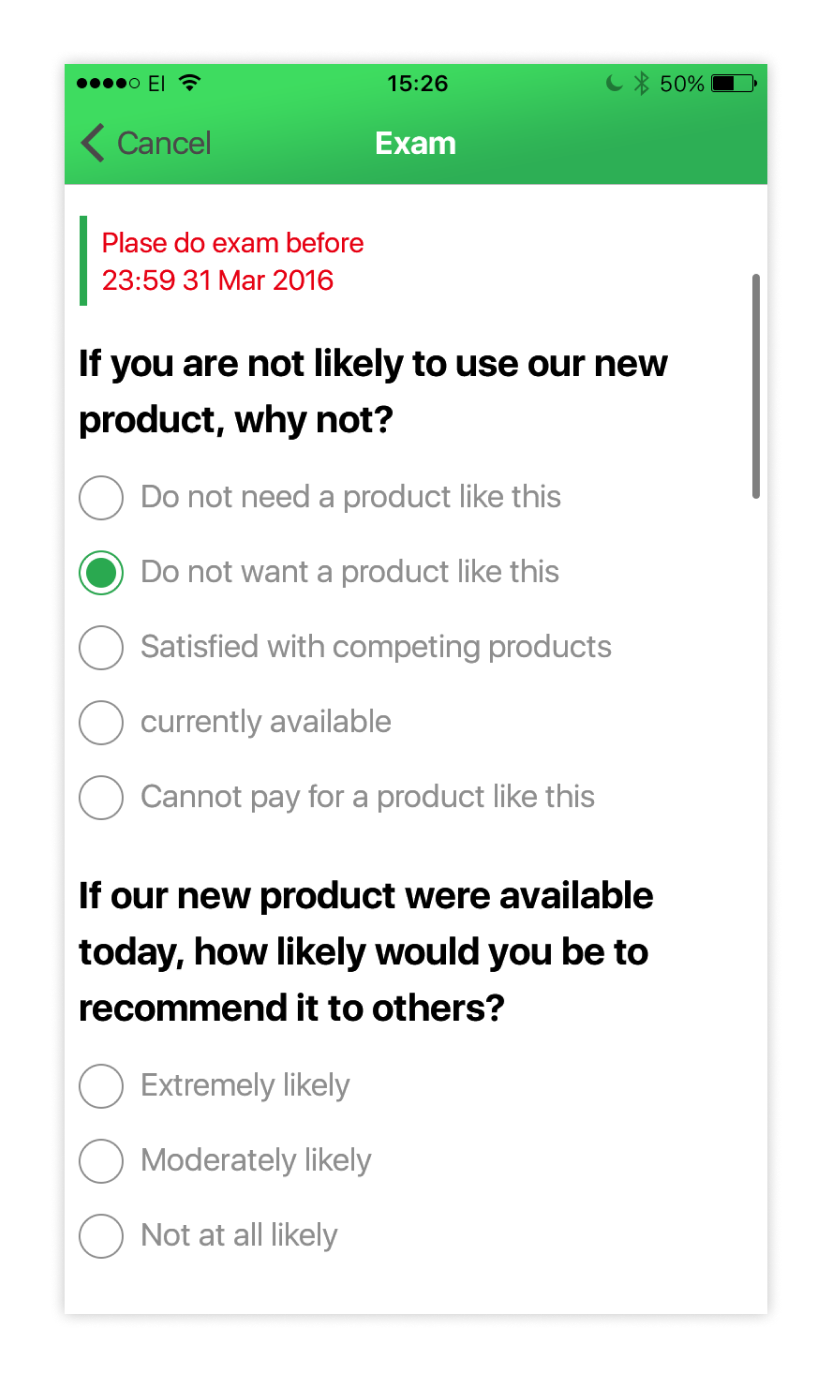 EI 15:26 50%
Cancel Exam
Plase do exam before
23:59 31 Mar 2016
If you are not likely to use our new
product, why not?
Do not need a product like this
Do not want a product like this
Satisfied with competing products
currently available
Cannot pay for a product like this
If our new product were available
today, how likely would you be to
recommend it to others?
Extremely likely
Moderately likely
Not at all likely